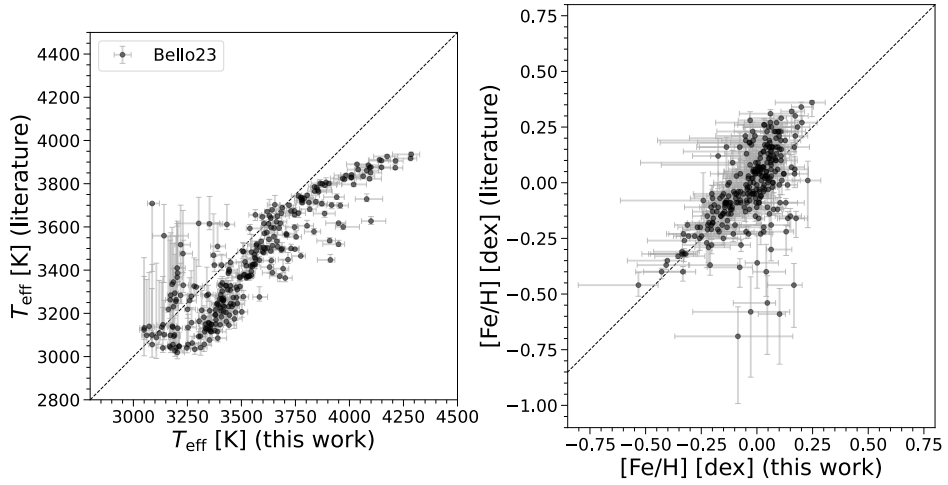 4400
4200
4000
3800
3600
3400
3200
3000
2800
T_eff [K] (literature)
Bello23
3000 3250 3500 3750 4000 4250 4500
T_eff [K] (this work)
0.75
0.50
0.25
0.00
−0.25
−0.50
−0.75
−1.00
[Fe/H] [dex] (literature)
−0.75 −0.50 −0.25 0.00 0.25 0.50 0.75
[Fe/H] [dex] (this work)